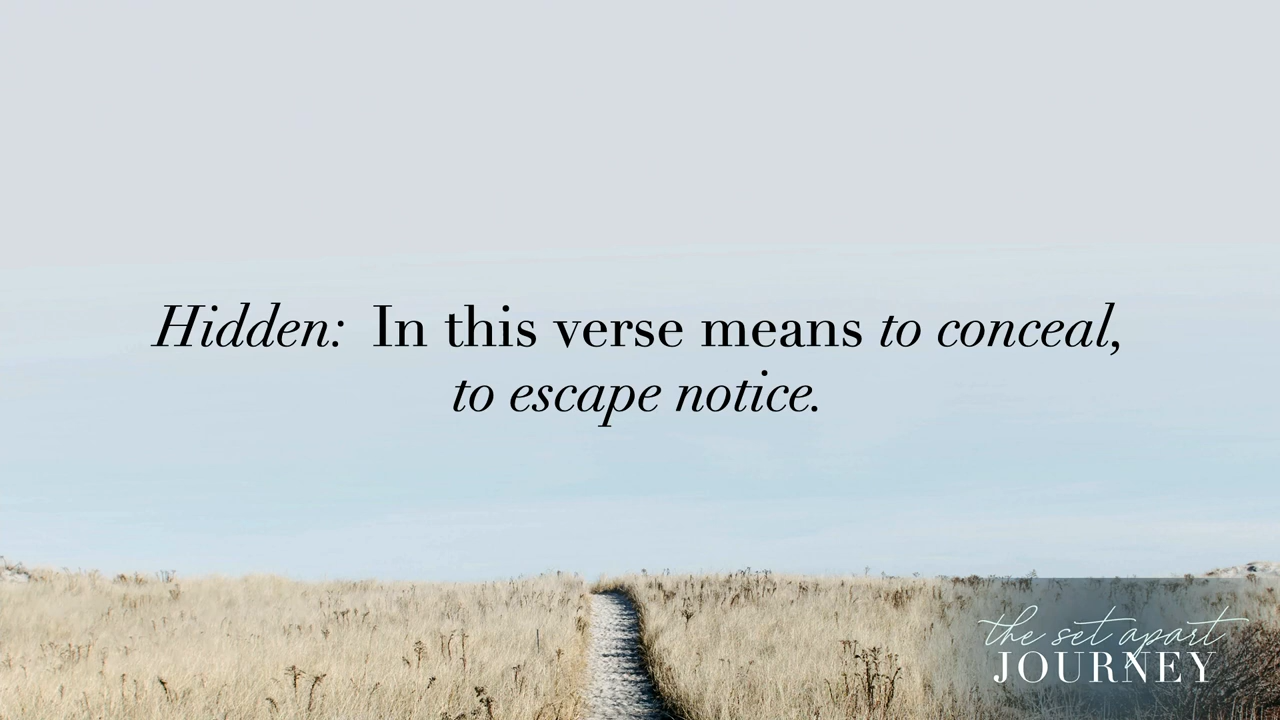 Hidden: In this verse means to conceal,
to escape notice.
the set apart
JOURNEY